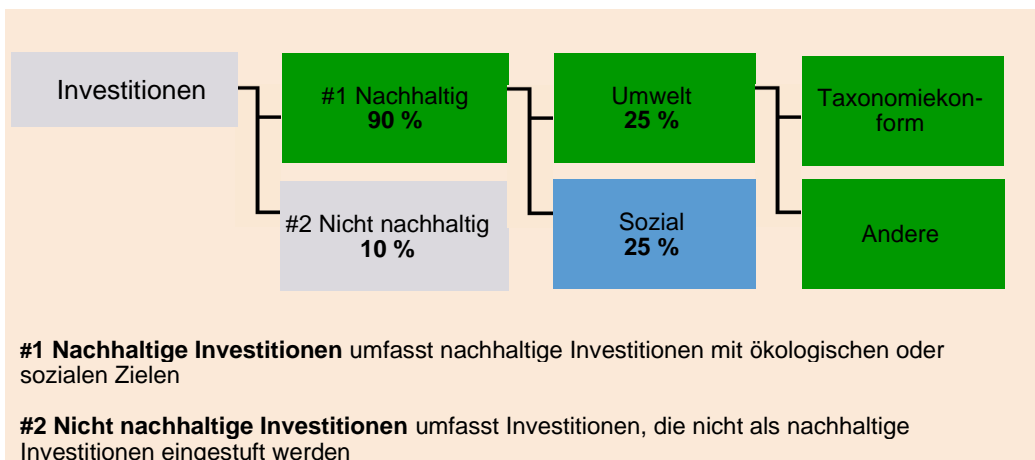 Investitionen
#1 Nachhaltig
90 %
#2 Nicht nachhaltig
10 %
Umwelt
25 %
Sozial
25 %
Taxonomiekon-
form
Andere
#1 Nachhaltige Investitionen umfasst nachhaltige Investitionen mit ökologischen oder
sozialen Zielen
#2 Nicht nachhaltige Investitionen umfasst Investitionen, die nicht als nachhaltige
Investitionen eingestuft werden